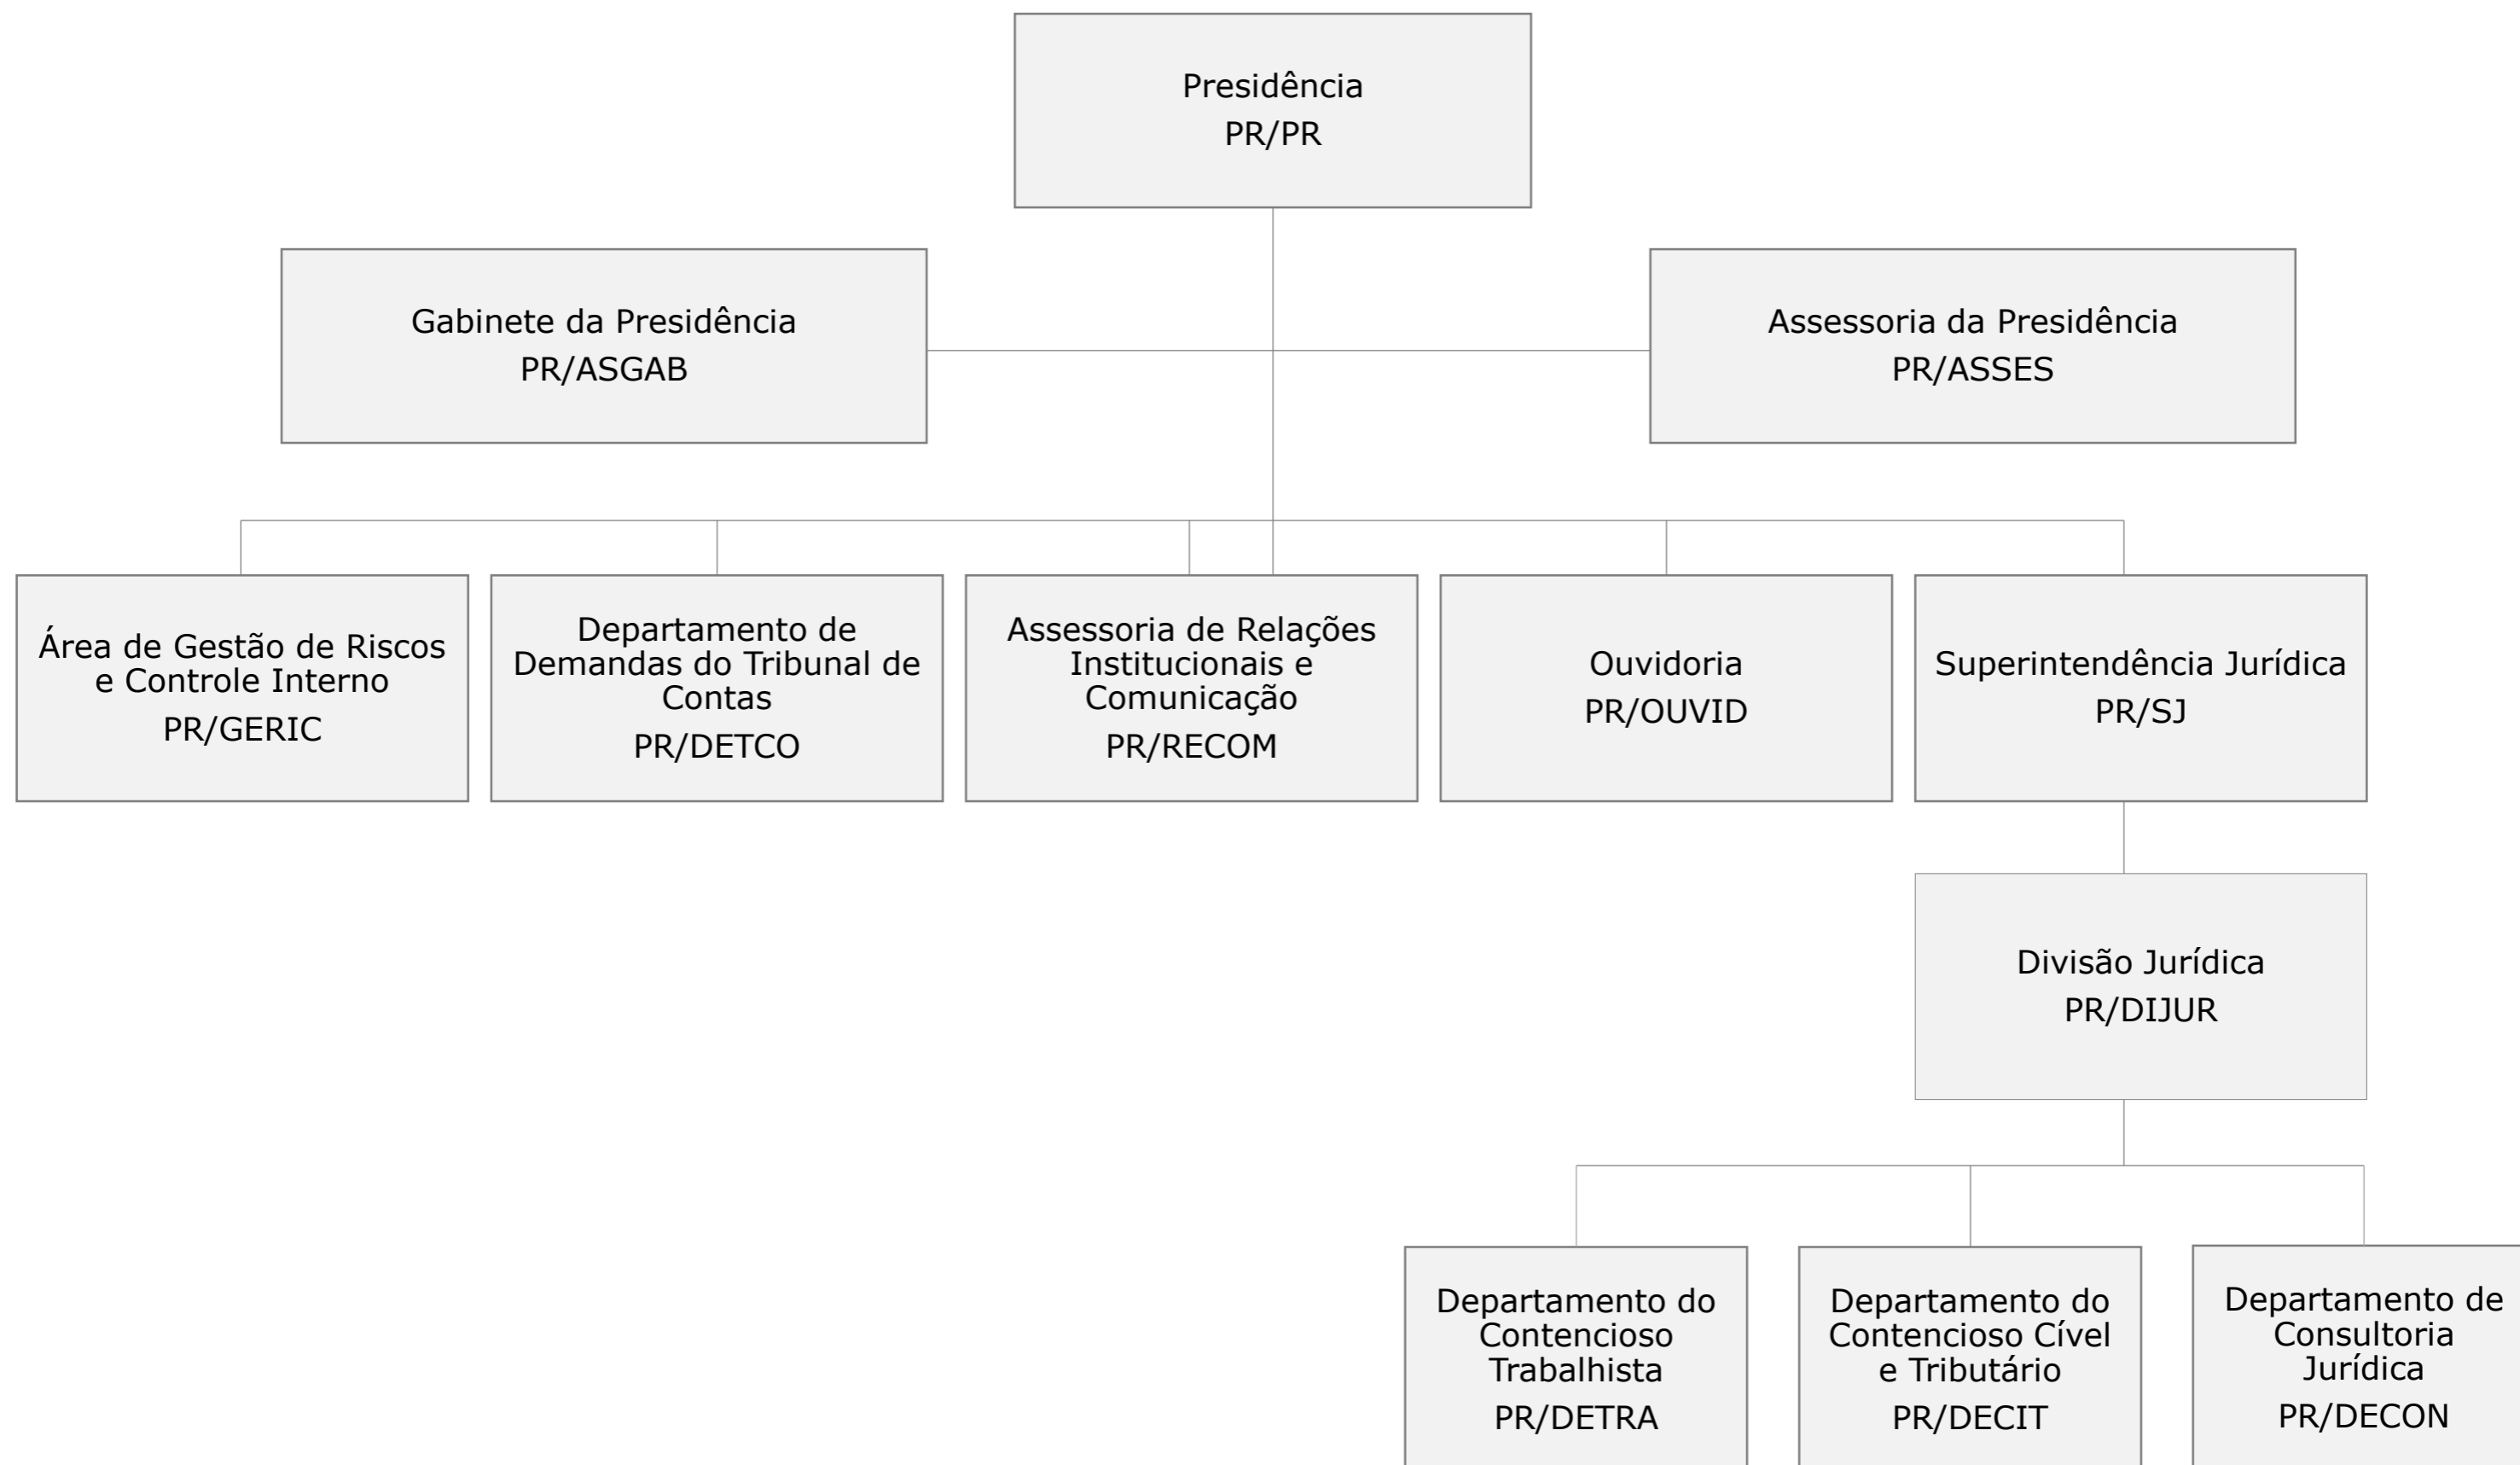 Presidência
PR/PR
Gabinete da Presidência
PR/ASGAB
Assessoria da Presidência
PR/ASSES
Área de Gestão de Riscos
e Controle Interno
PR/GERIC
Departamento de
Demandas do Tribunal de
Contas
PR/DETCO
Assessoria de Relações
Institucionais e
Comunicação
PR/RECOM
Ouvidoria
PR/OUVID
Superintendência Jurídica
PR/SJ
Divisão Jurídica
PR/DIJUR
Departamento do
Contencioso
Trabalhista
PR/DETRA
Departamento do
Contencioso Cível
e Tributário
PR/DECIT
Departamento de
Consultoria
Jurídica
PR/DECON